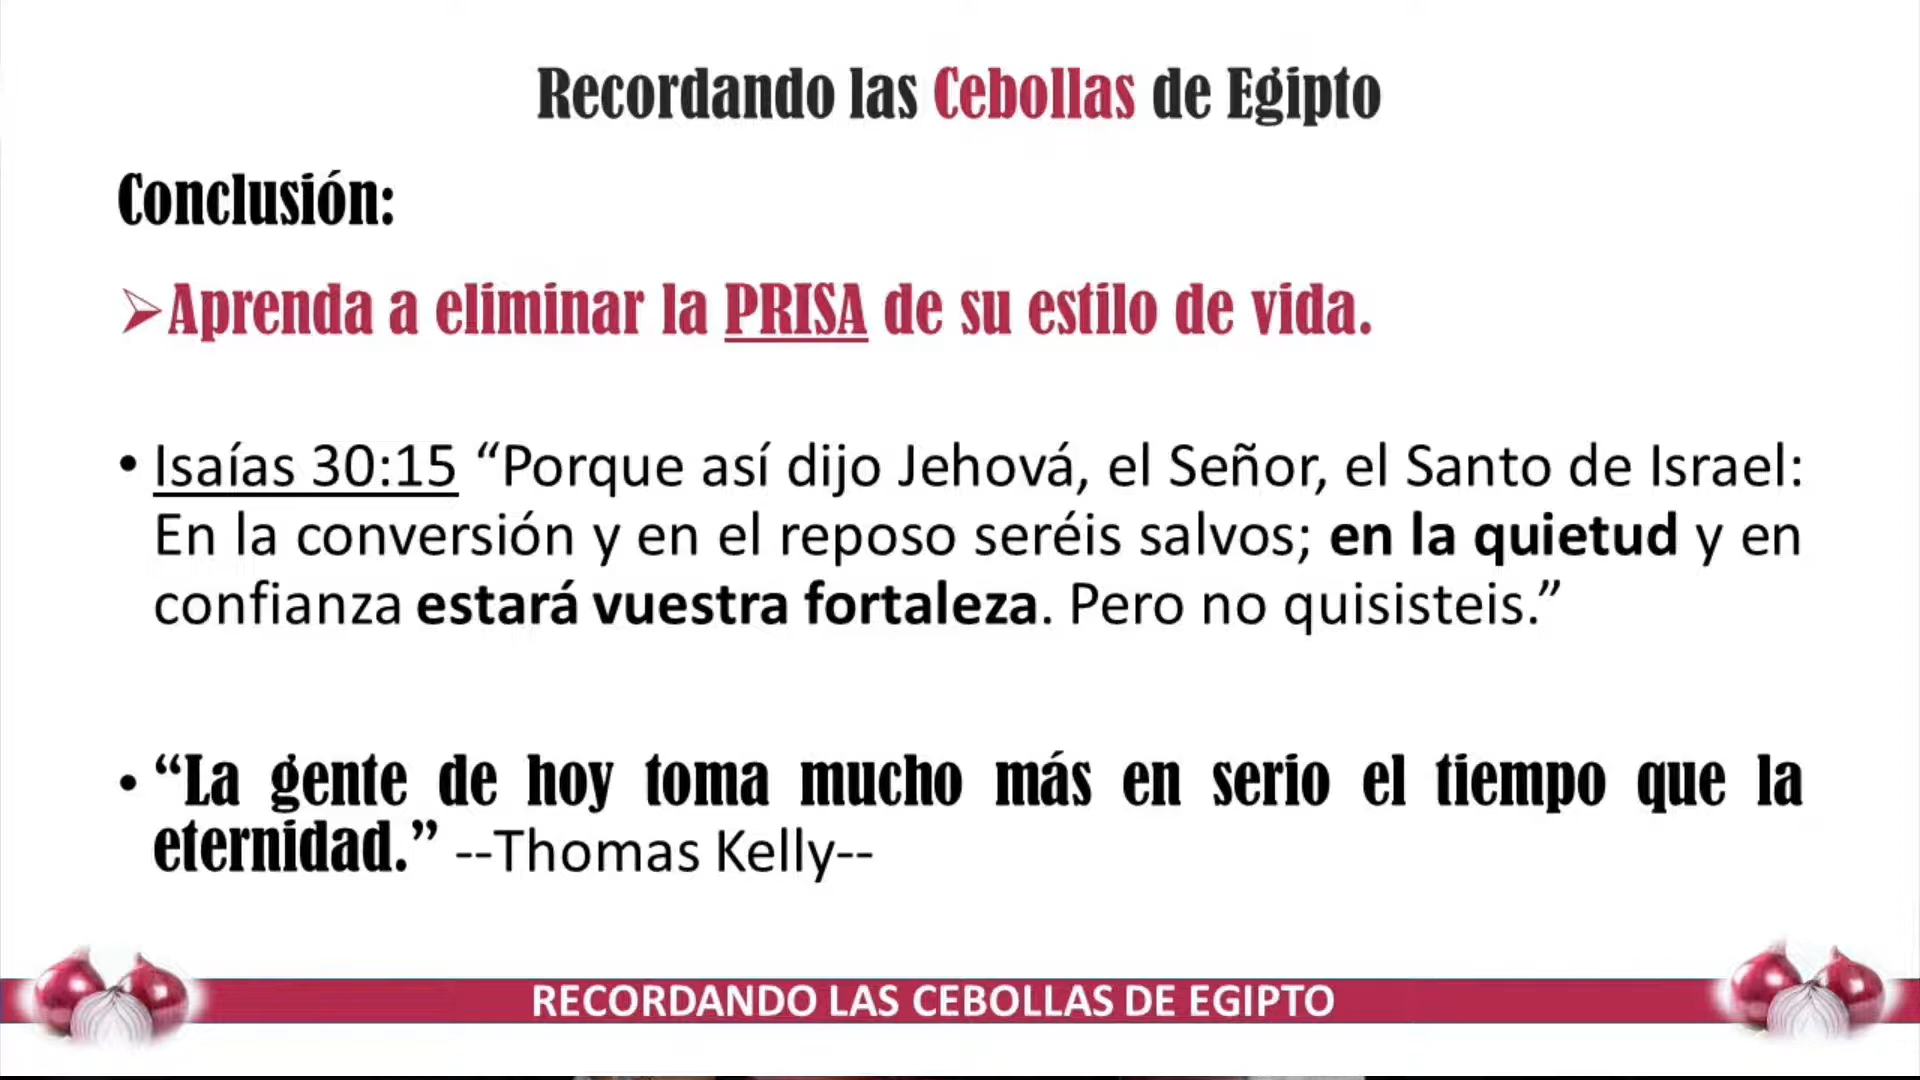 Recordando las Cebollas de Egipto
Conclusión:
➢Aprenda a eliminar la PRISA de su estilo de vida.
• Isaías 30:15 “Porque así dijo Jehová, el Señor, el Santo de Israel:
En la conversión y en el reposo seréis salvos; en la quietud y en
confianza estará vuestra fortaleza. Pero no quisisteis.”
• “La gente de hoy toma mucho más en serio el tiempo que la
eternidad.” --Thomas Kelly--
RECORDANDO LAS CEBOLLAS DE EGIPTO